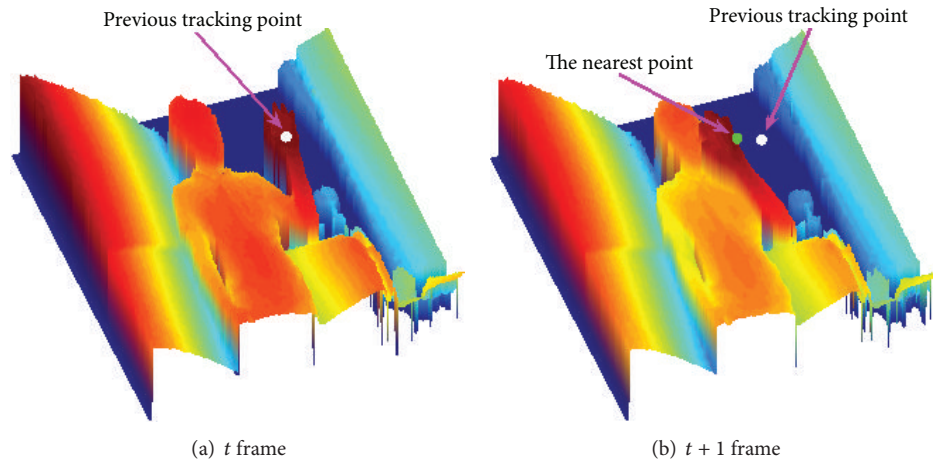 Previous tracking point
Previous tracking point
The nearest point
(a) t frame
(b) t + 1 frame